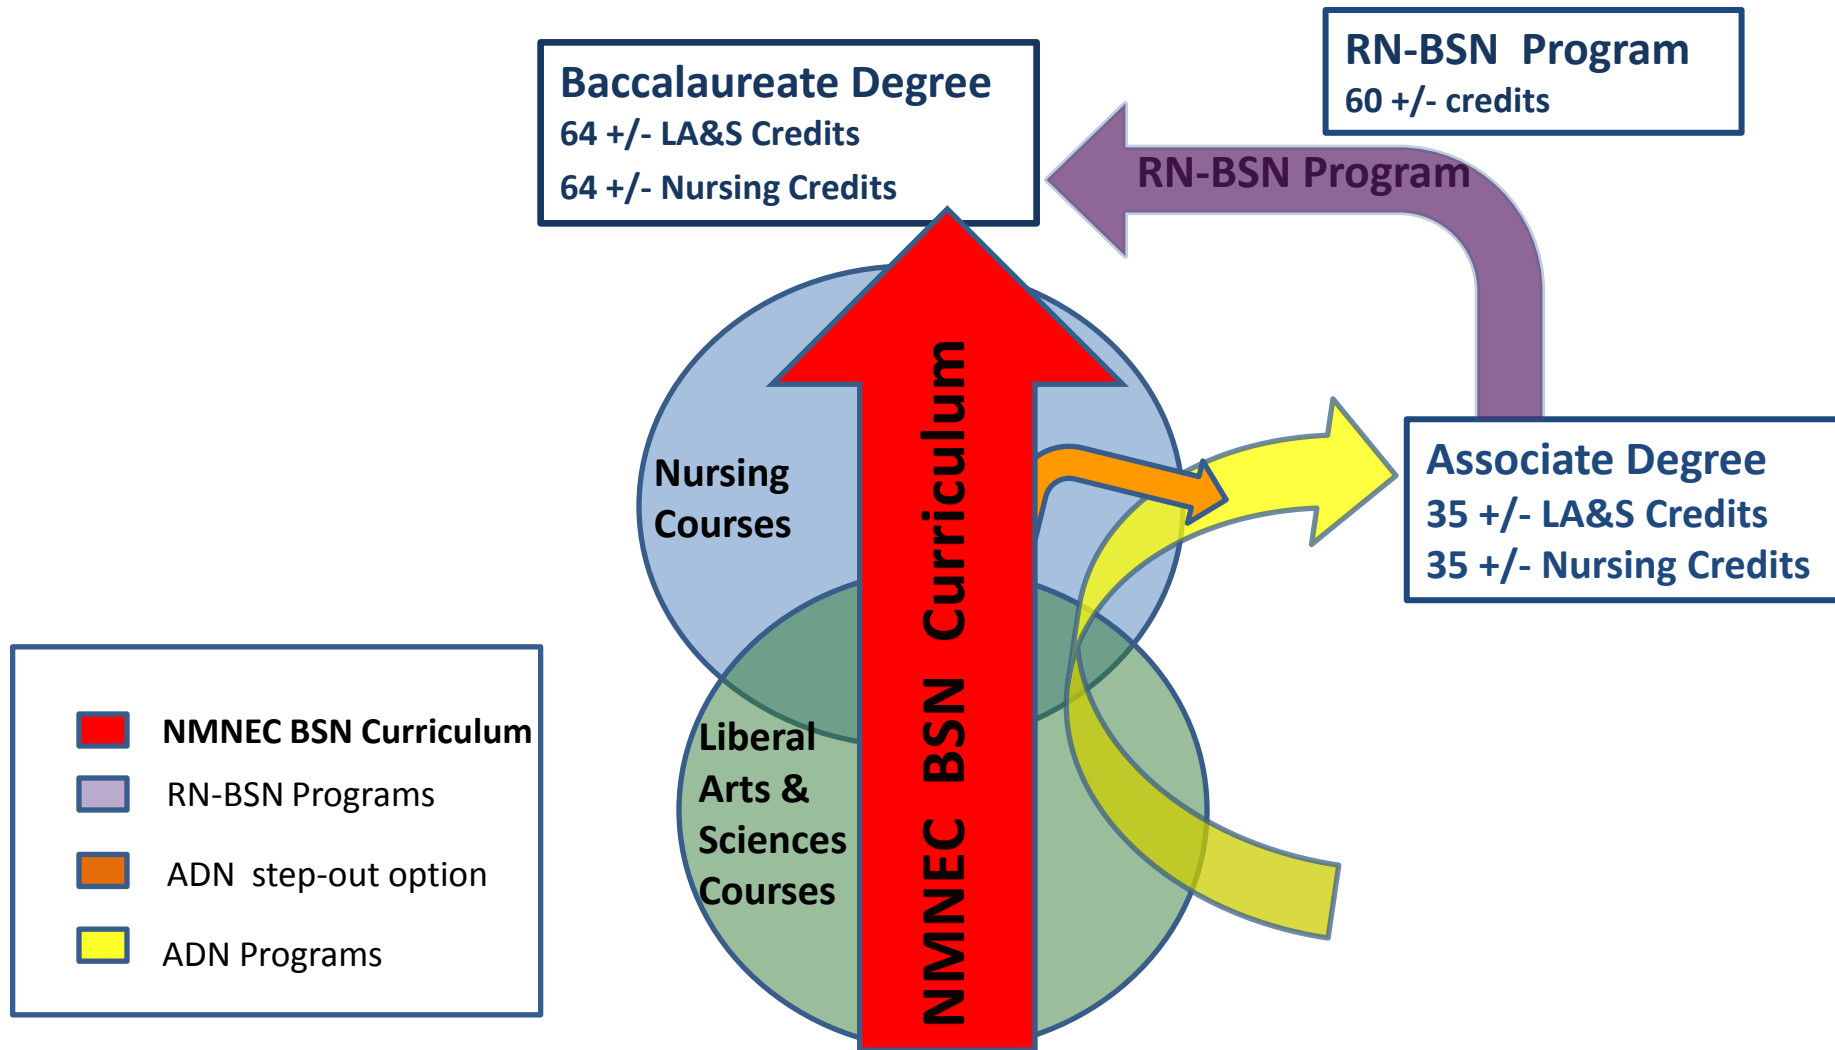 Baccalaureate Degree
64 +/- LA&S Credits
64 +/- Nursing Credits
RN-BSN Program
60 +/- credits
RN-BSN Program
Associate Degree
35 +/- LA&S Credits
35 +/- Nursing Credits
Nursing
Courses
Liberal
Arts &
Sciences
Courses
NMNEC BSN Curriculum
NMNEC BSN Curriculum
RN-BSN Programs
ADN step-out option
ADN Programs